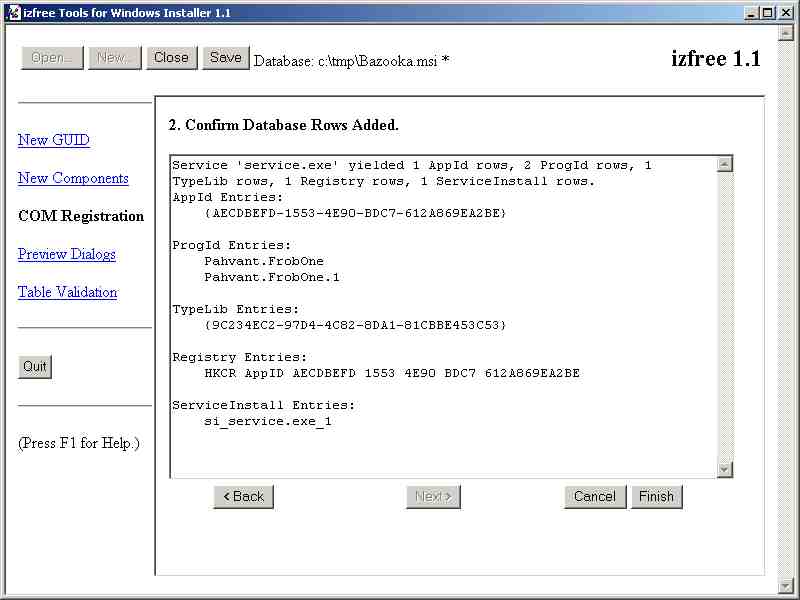 izfree Tools for Windows Installer 1.1
Open... New... Close Save Database: c:\tmp\Bazooka.msi * izfree 1.1
New GUID
New Components
COM Registration
Preview Dialogs
Table Validation
Quit
(Press F1 for Help.)
2. Confirm Database Rows Added.
Service 'service.exe' yielded 1 AppId rows, 2 ProgId rows, 1
TypeLib rows, 1 Registry rows, 1 ServiceInstall rows.
AppId Entries:
{AECDBEFD-1553-4E90-BDC7-612A869EA2BE}
ProgId Entries:
Pahvant.FrobOne
Pahvant.FrobOne.1
TypeLib Entries:
{9C234EC2-97D4-4C82-8DA1-81CBBE453C53}
Registry Entries:
HKCR AppID AECDBEFD 1553 4E90 BDC7 612A869EA2BE
ServiceInstall Entries:
si_service.exe_1
< Back Next > Cancel Finish